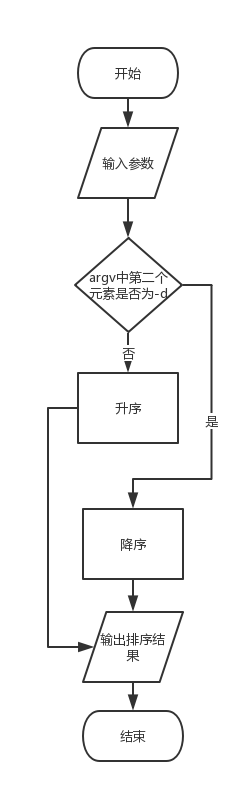 开始
输入参数
argv中第二个
元素是否为-d
否
升序
是
降序
输出排序结
果
结束